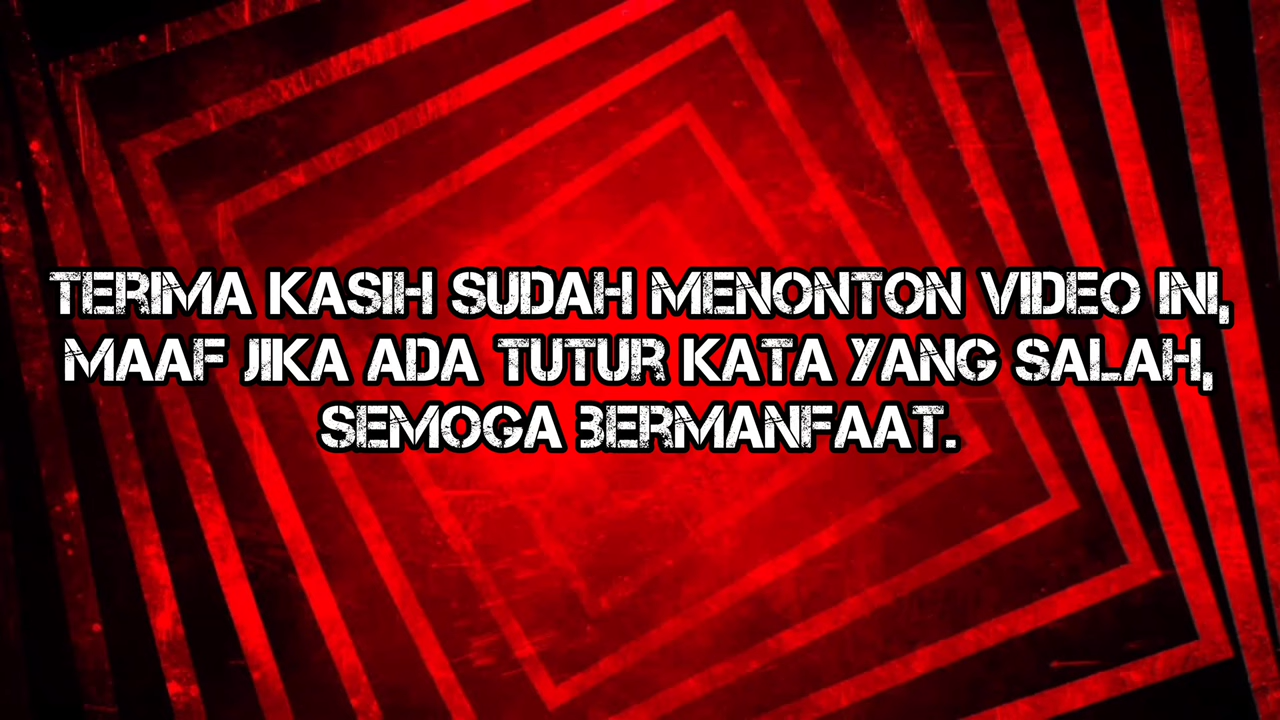 TERIMA KASIH SUDAH MENONTON VIDEO INI,
MAAF JIKA ADA TUTUR KATA YANG SALAH,
SEMOGA BERMANFAAT.